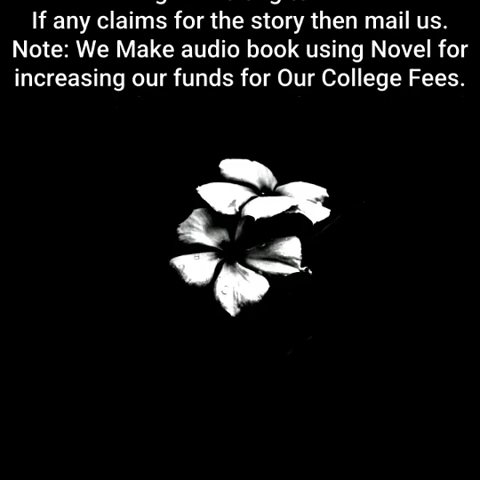 If any claims for the story then mail us.
Note: We Make audio book using Novel for
increasing our funds for Our College Fees.